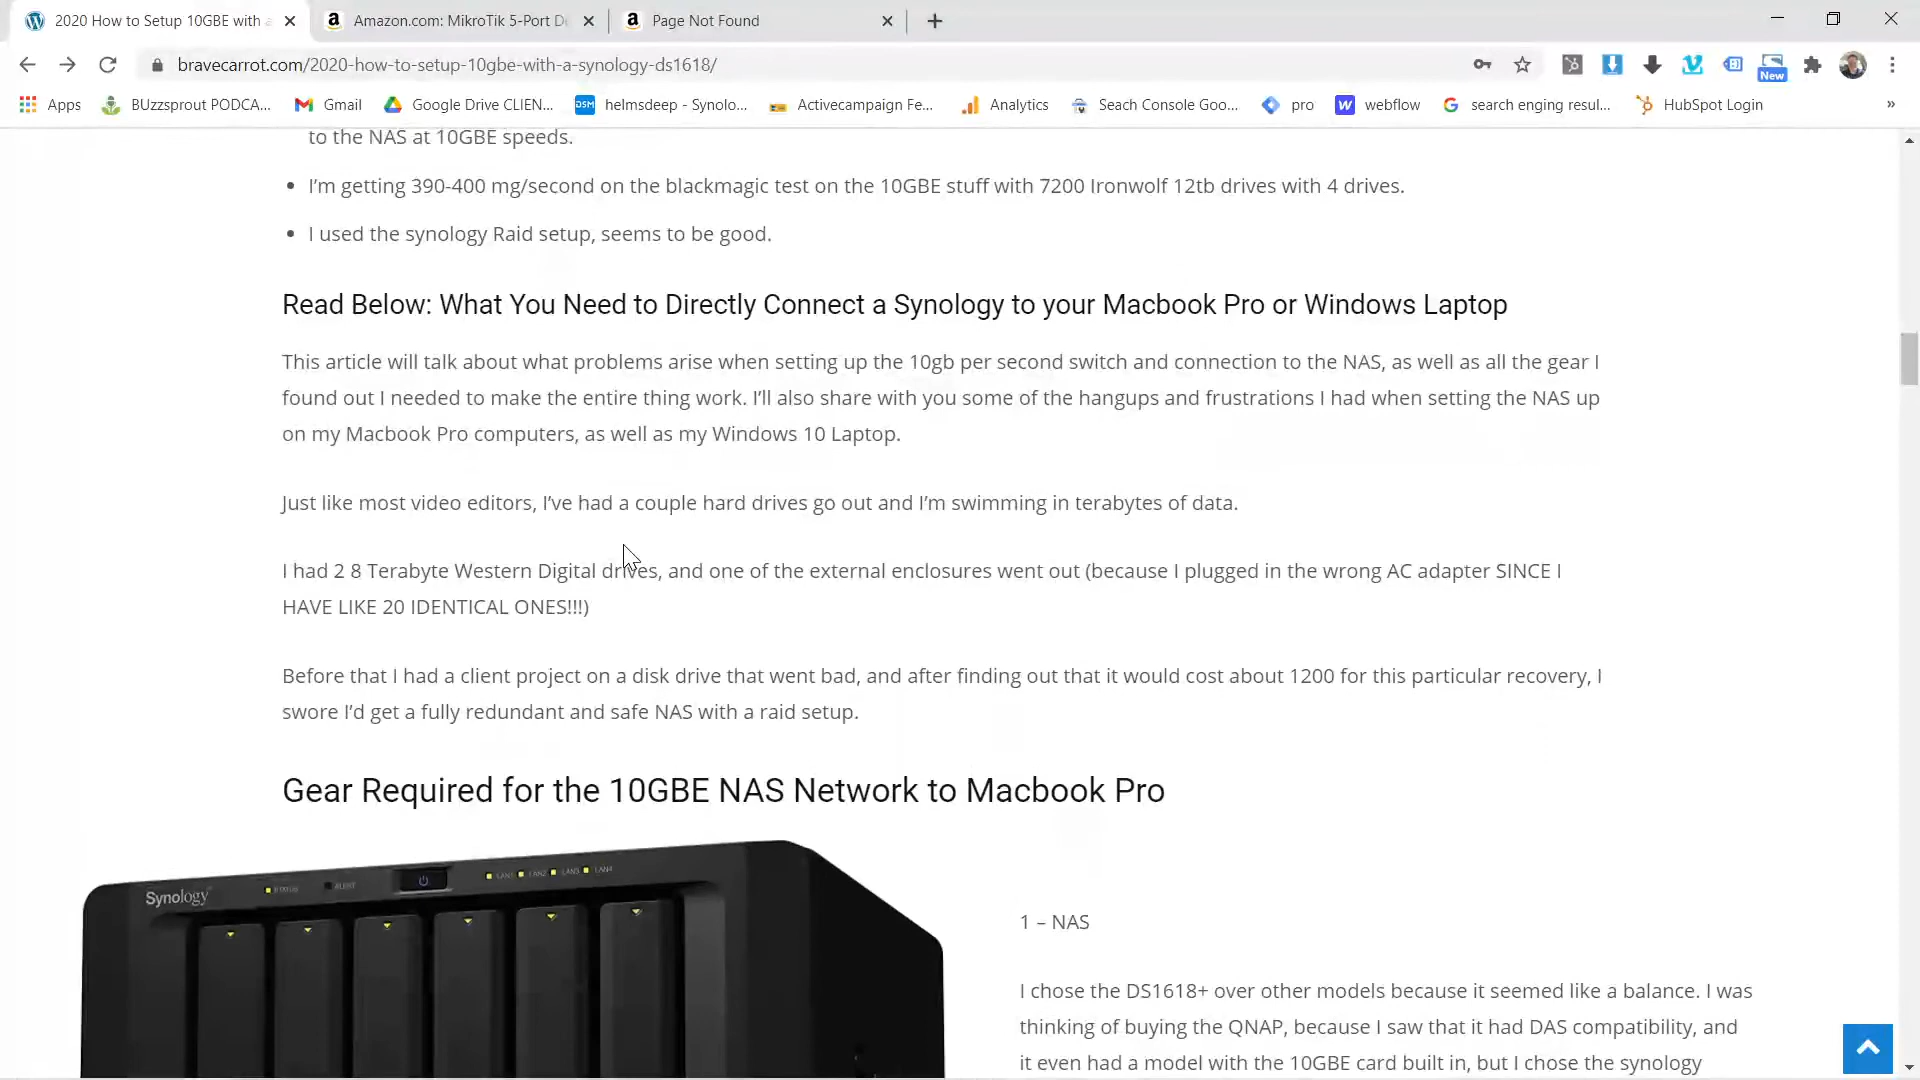 2020 How to Setup 10GBE with a
Amazon.com: MikroTik 5-Port D
Page Not Found
bravecarrot.com/2020-how-to-setup-10gbe-with-a-synology-ds1618/
New
Apps
BUzzsprout PODCA...
Gmail
Google Drive CLIEN...
DSM
helmsdeep - Synolo...
Activecampaign Fe...
Analytics
Seach Console Goo...
pro
webflow
search enging resul...
HubSpot Login
»
to the NAS at 10GBE speeds.
• I'm getting 390-400 mg/second on the blackmagic test on the 10GBE stuff with 7200 Ironwolf 12tb drives with 4 drives.
• I used the synology Raid setup, seems to be good.
Read Below: What You Need to Directly Connect a Synology to your Macbook Pro or Windows Laptop
This article will talk about what problems arise when setting up the 10gb per second switch and connection to the NAS, as well as all the gear I
found out I needed to make the entire thing work. I'll also share with you some of the hangups and frustrations I had when setting the NAS up
on my Macbook Pro computers, as well as my Windows 10 Laptop.
Just like most video editors, I've had a couple hard drives go out and I'm swimming in terabytes of data.
I had 2 8 Terabyte Western Digital drives, and one of the external enclosures went out (because I plugged in the wrong AC adapter SINCE I
HAVE LIKE 20 IDENTICAL ONES!!!)
Before that I had a client project on a disk drive that went bad, and after finding out that it would cost about 1200 for this particular recovery, I
swore I'd get a fully redundant and safe NAS with a raid setup.
Gear Required for the 10GBE NAS Network to Macbook Pro
Synology
STATUS
ALERT
LAN1 LAN2 LAN3 LAN4
1 – NAS
I chose the DS1618+ over other models because it seemed like a balance. I was
thinking of buying the QNAP, because I saw that it had DAS compatibility, and
it even had a model with the 10GBE card built in, but I chose the synology